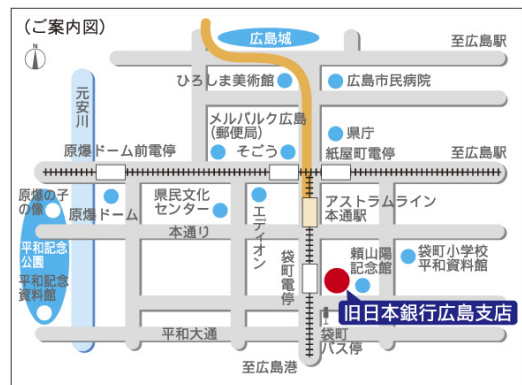 (ご案内図)
N
広島城
至広島駅
ひろしま美術館
広島市民病院
元安川
メルパルク広島
(郵便局)
県庁
原爆ドーム前電停
そごう
紙屋町電停
至広島駅
原爆の子
の像
原爆ドーム
県民文化
センター
エディオン
アストラムライン
本通駅
本通り
平和記念
公園
袋町電停
頼山陽
記念館
袋町小学校
平和資料館
平和記念
資料館
旧日本銀行広島支店
平和大通
袋町
バス停
至広島港